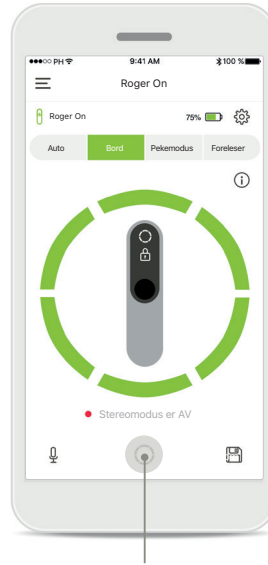 PH 9:41 AM 100 %
Roger On
Roger On 75%
Auto Bord Pekemodus Foreleser
Stereomodus er AV